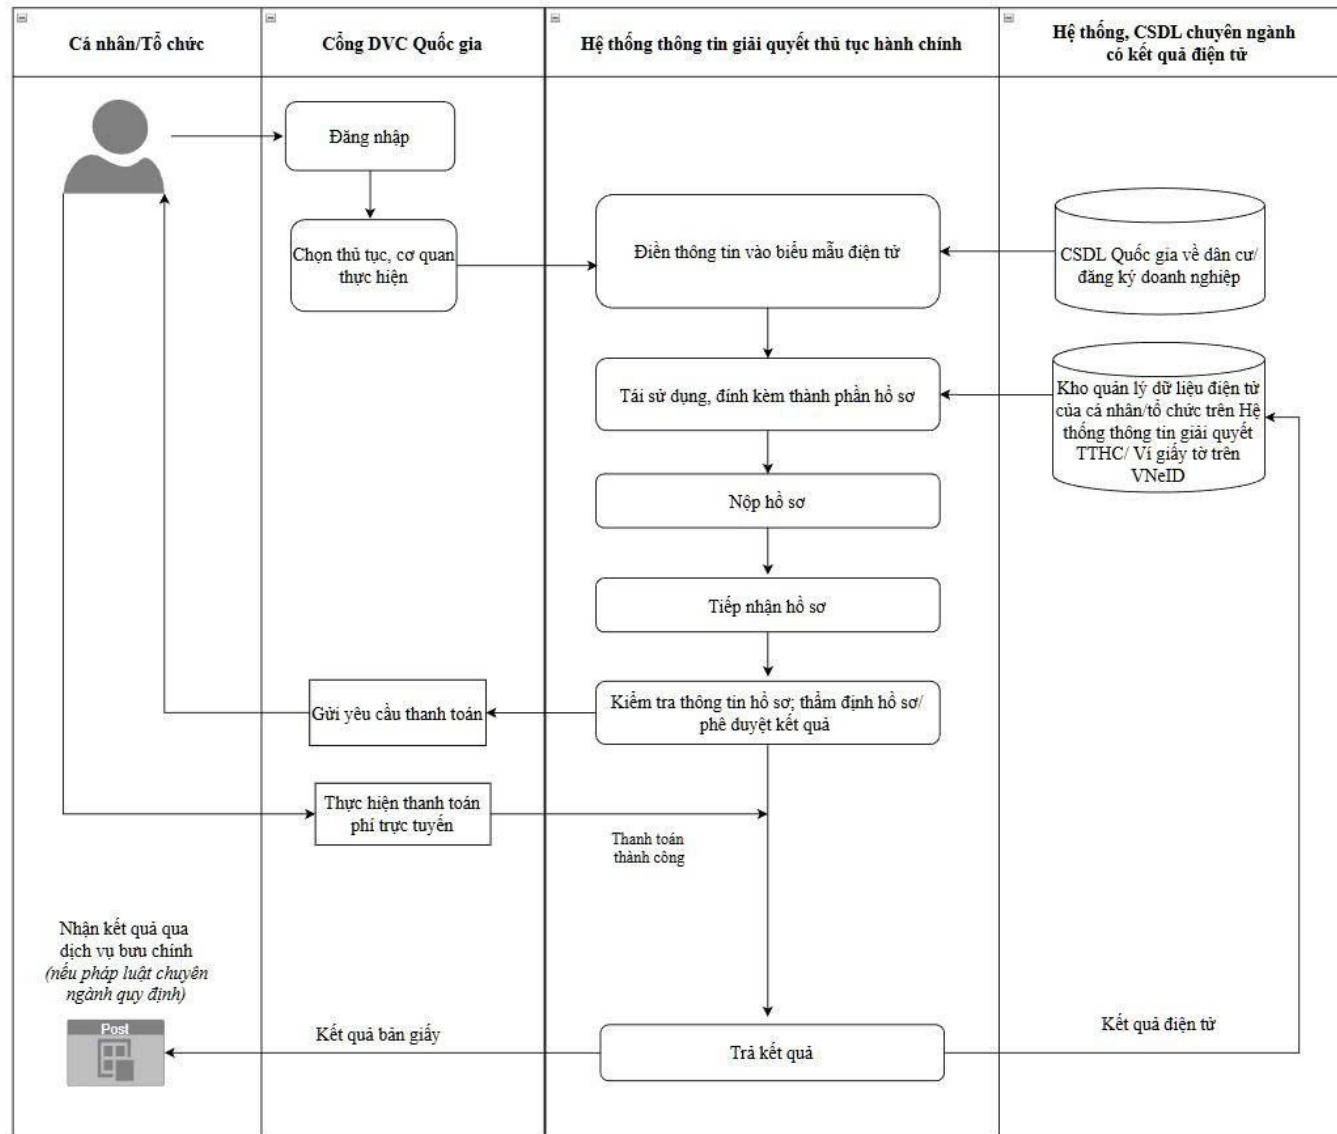 Cá nhân/Tổ chức
Cổng DVC Quốc gia
Hệ thống thông tin giải quyết thủ tục hành chính
Hệ thống, CSDL chuyên ngành
có kết quả điện tử
Đăng nhập
Chọn thủ tục, cơ quan
thực hiện
Điền thông tin vào biểu mẫu điện tử
CSDL Quốc gia về dân cư/
đăng ký doanh nghiệp
Tái sử dụng, đính kèm thành phần hồ sơ
Kho quản lý dữ liệu điện tử
của cá nhân/tổ chức trên Hệ
thống thông tin giải quyết
TTHC/ Ví giấy tờ trên
VNeID
Nộp hồ sơ
Tiếp nhận hồ sơ
Kiểm tra thông tin hồ sơ; thẩm định hồ sơ/
phê duyệt kết quả
Gửi yêu cầu thanh toán
Thực hiện thanh toán
phí trực tuyến
Thanh toán
thành công
Nhận kết quả qua
dịch vụ bưu chính
(nếu pháp luật chuyên
ngành quy định)
Post
Kết quả bản giấy
Trả kết quả
Kết quả điện tử